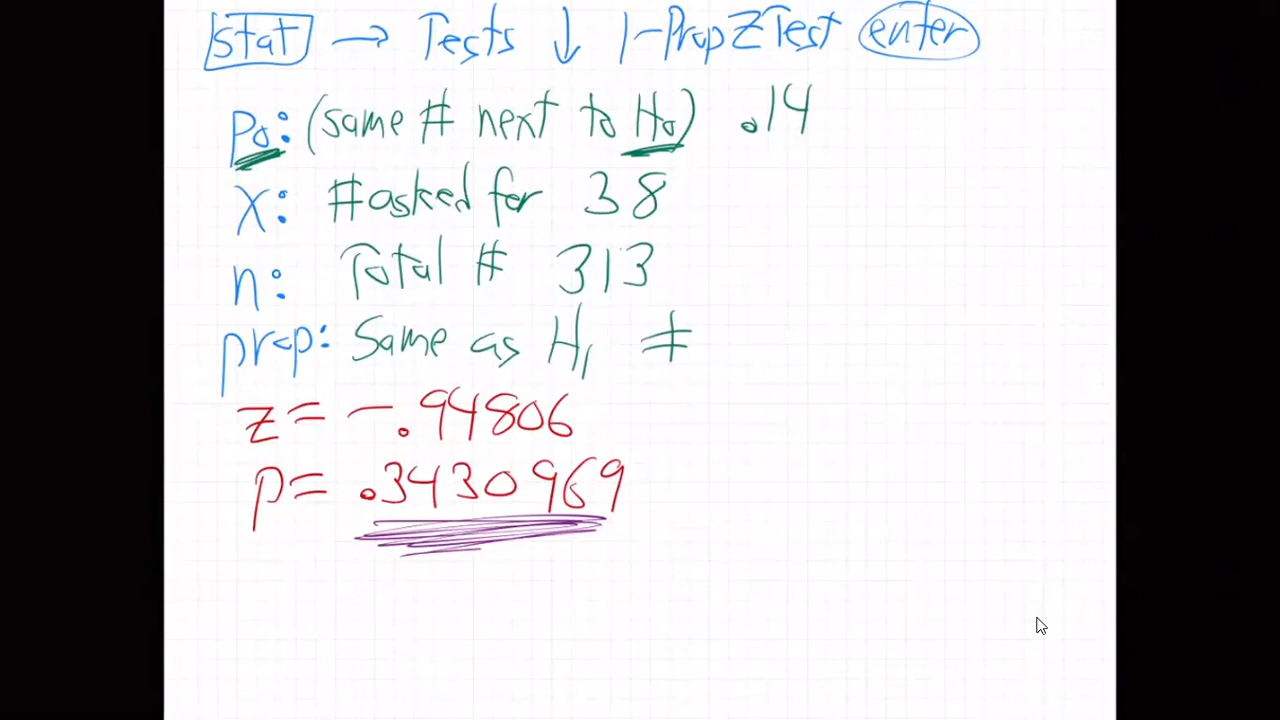 stat → Tests ↓ 1-PropZTest enter
p₀: (same # next to H₀) .14
x: #asked for 38
n: Total # 313
prop: Same as H₁ ≠
z = -.94806
p = .3430969